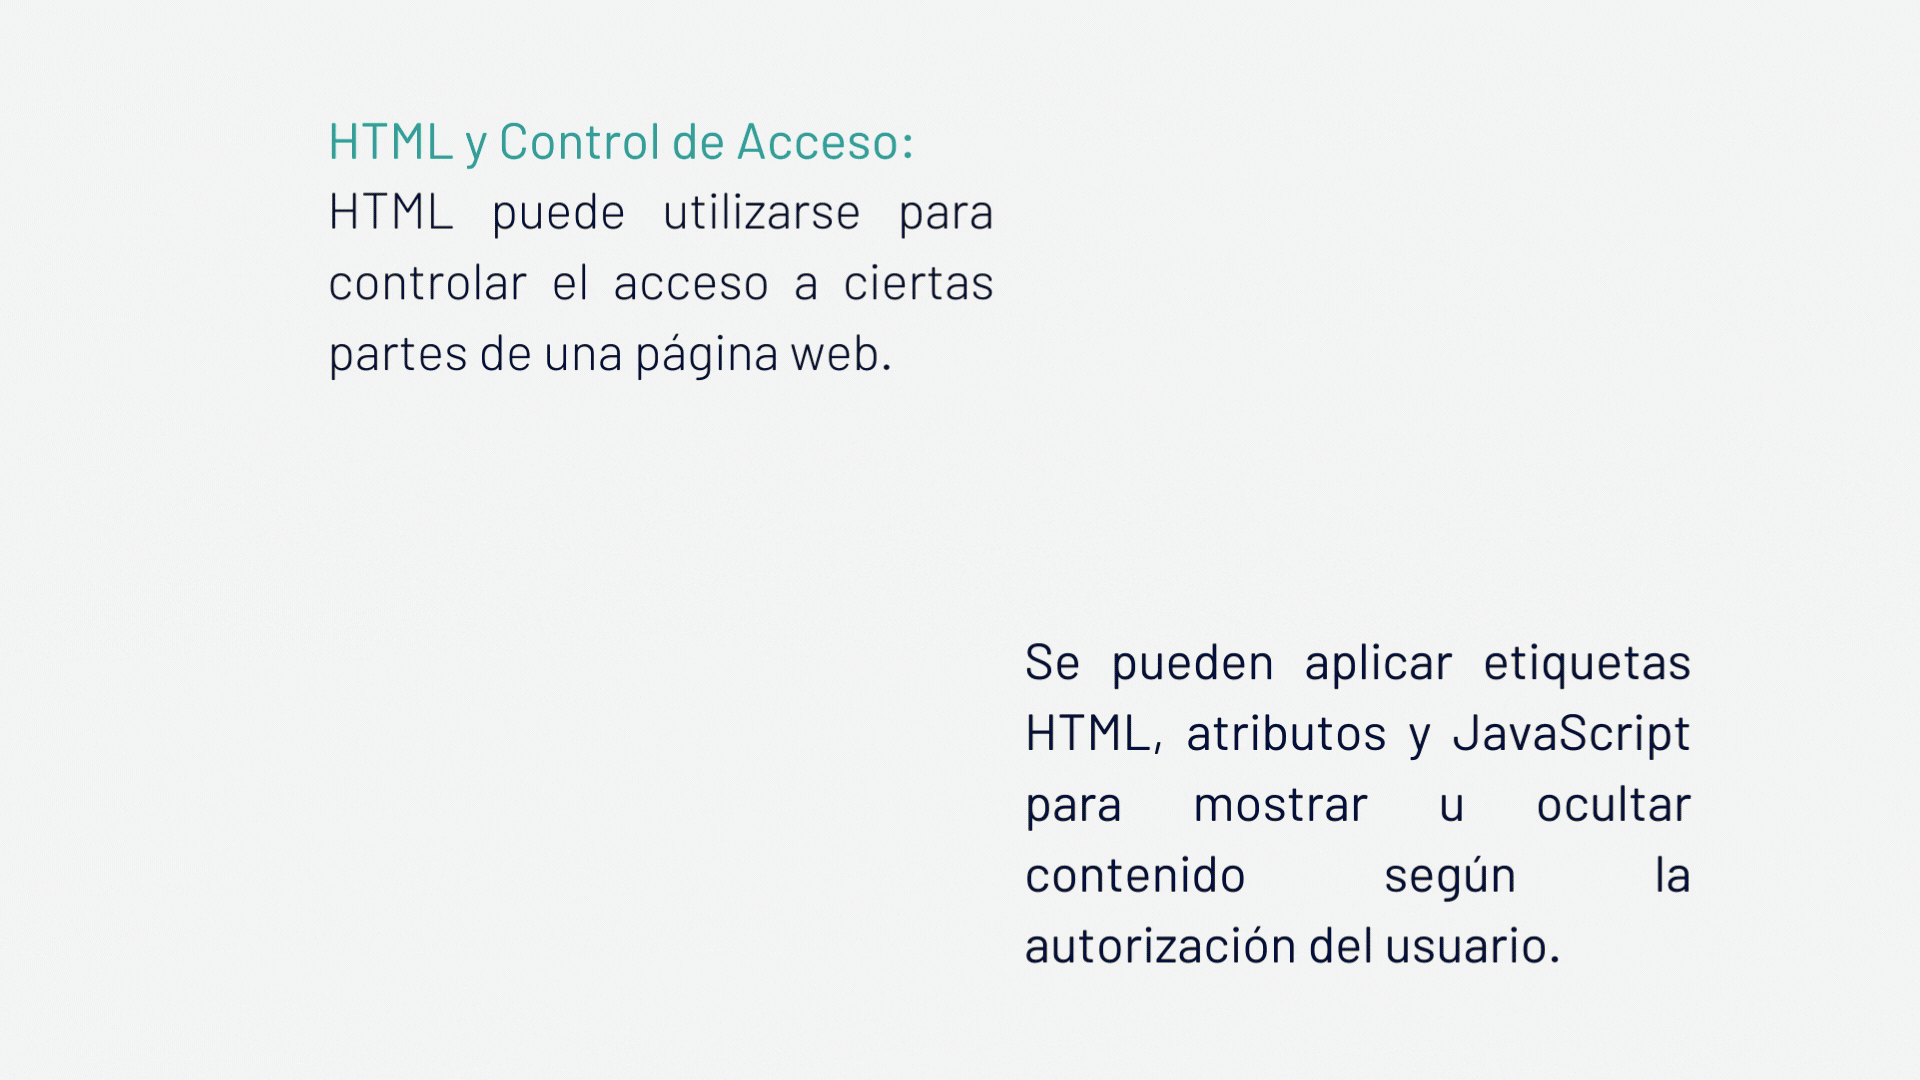 HTML y Control de Acceso:
HTML puede utilizarse para
controlar el acceso a ciertas
partes de una página web.
Se pueden aplicar etiquetas
HTML, atributos y JavaScript
para mostrar u ocultar
contenido según la
autorización del usuario.